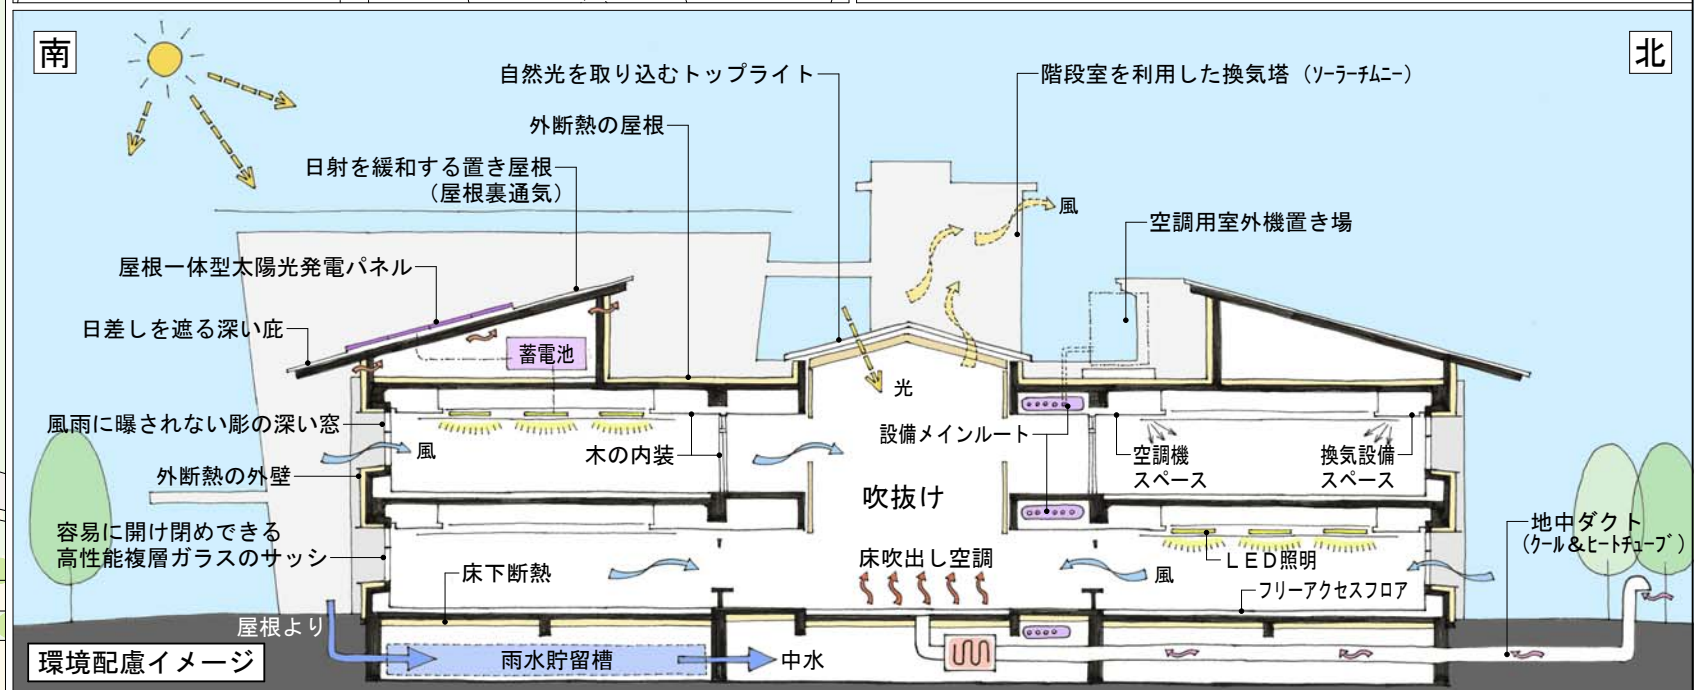 南
北
自然光を取り込むトップライト
階段室を利用した換気塔（ソーラーチムニー）
外断熱の屋根
日射を緩和する置き屋根
（屋根裏通気）
風
空調用室外機置き場
屋根一体型太陽光発電パネル
日差しを遮る深い庇
蓄電池
光
風雨に曝されない彫の深い窓
風
木の内装
設備メインルート
空調機
スペース
換気設備
スペース
外断熱の外壁
吹抜け
容易に開け閉めできる
高性能複層ガラスのサッシ
床吹出し空調
LED照明
地中ダクト
（クール&ヒートチューブ）
床下断熱
風
フリーアクセスフロア
屋根より
雨水貯留槽
中水
環境配慮イメージ